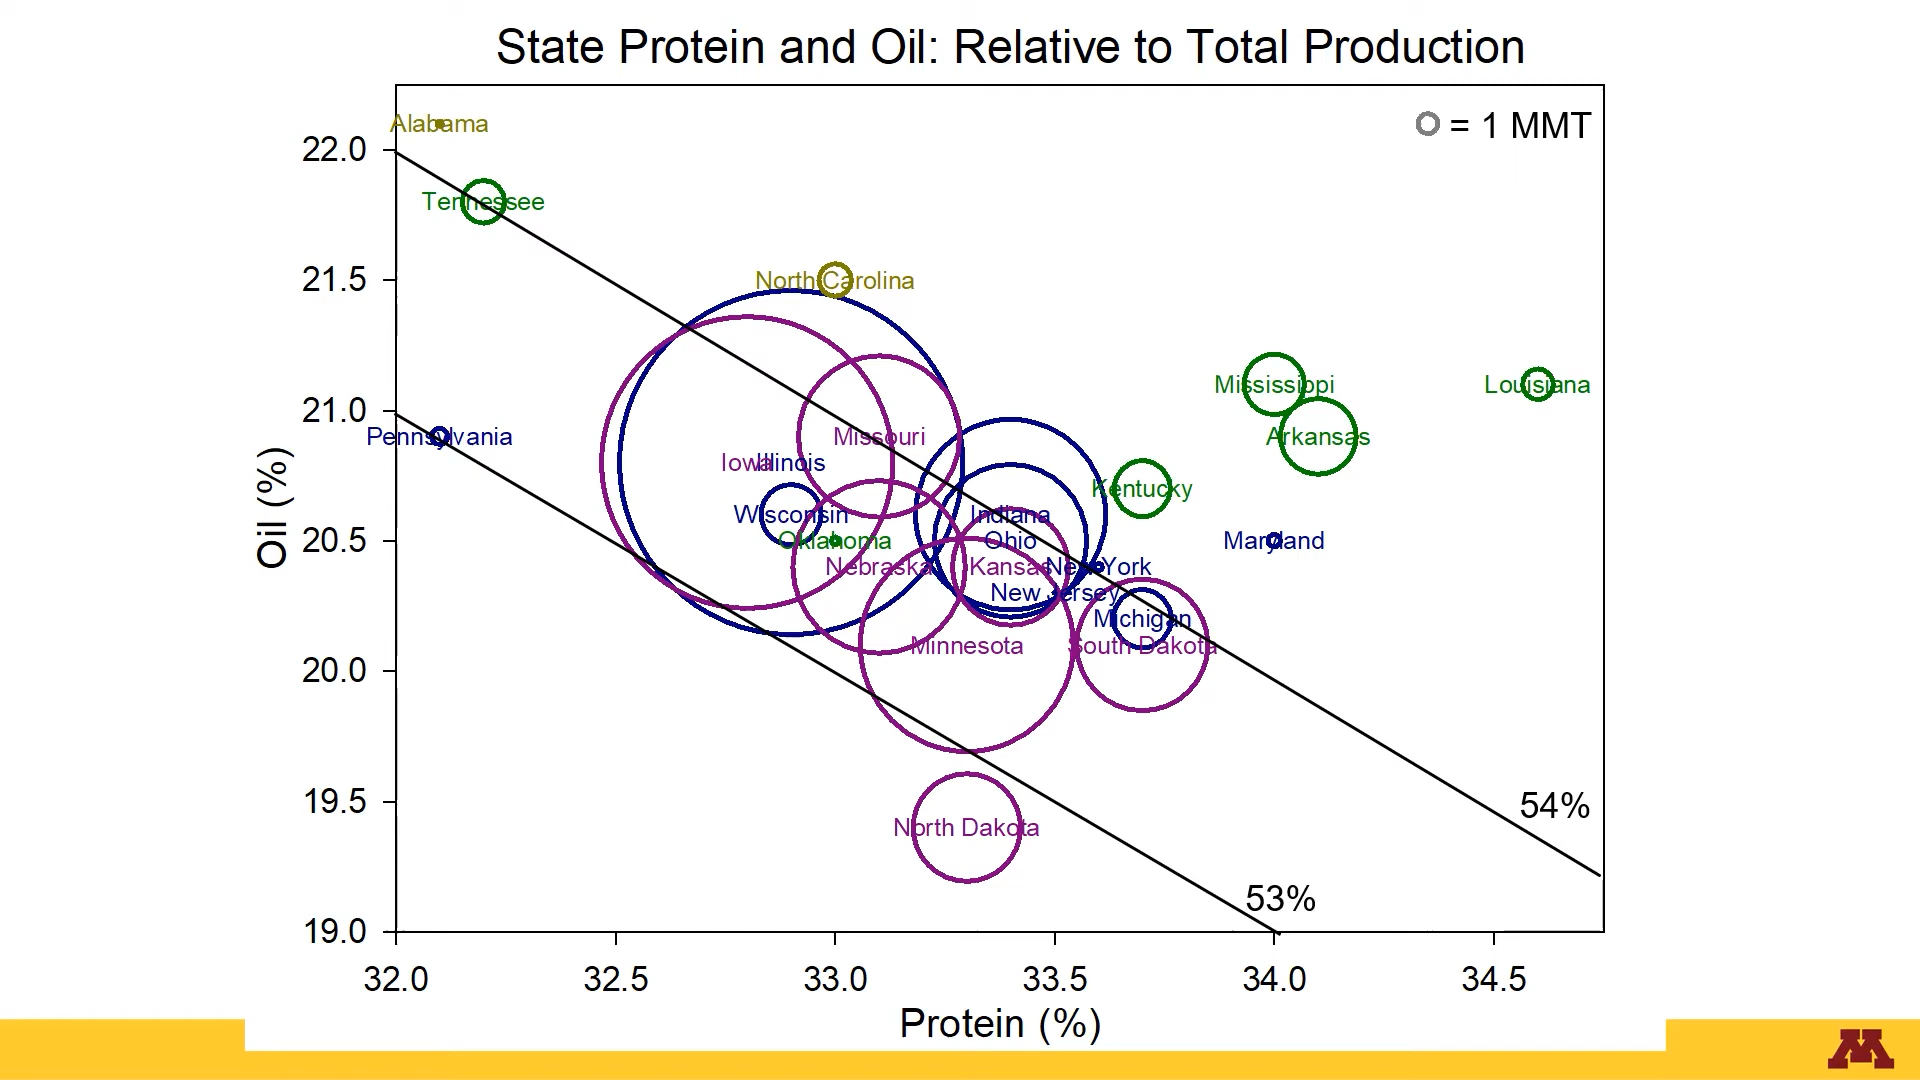 State Protein and Oil: Relative to Total Production
= 1 MMT
Alabama
22.0
Tennessee
21.5
North Carolina
Mississippi
Louisiana
21.0
Pennsylvania
Missouri
Arkansas
Iowa
Illinois
Kentucky
Oil (%)
Wisconsin
Indiana
20.5
Oklahoma
Ohio
Maryland
Nebraska
Kansas
New York
New Jersey
Michigan
Minnesota
South Dakota
20.0
19.5
54%
North Dakota
53%
19.0
32.0
32.5
33.0
33.5
34.0
34.5
Protein (%)
M